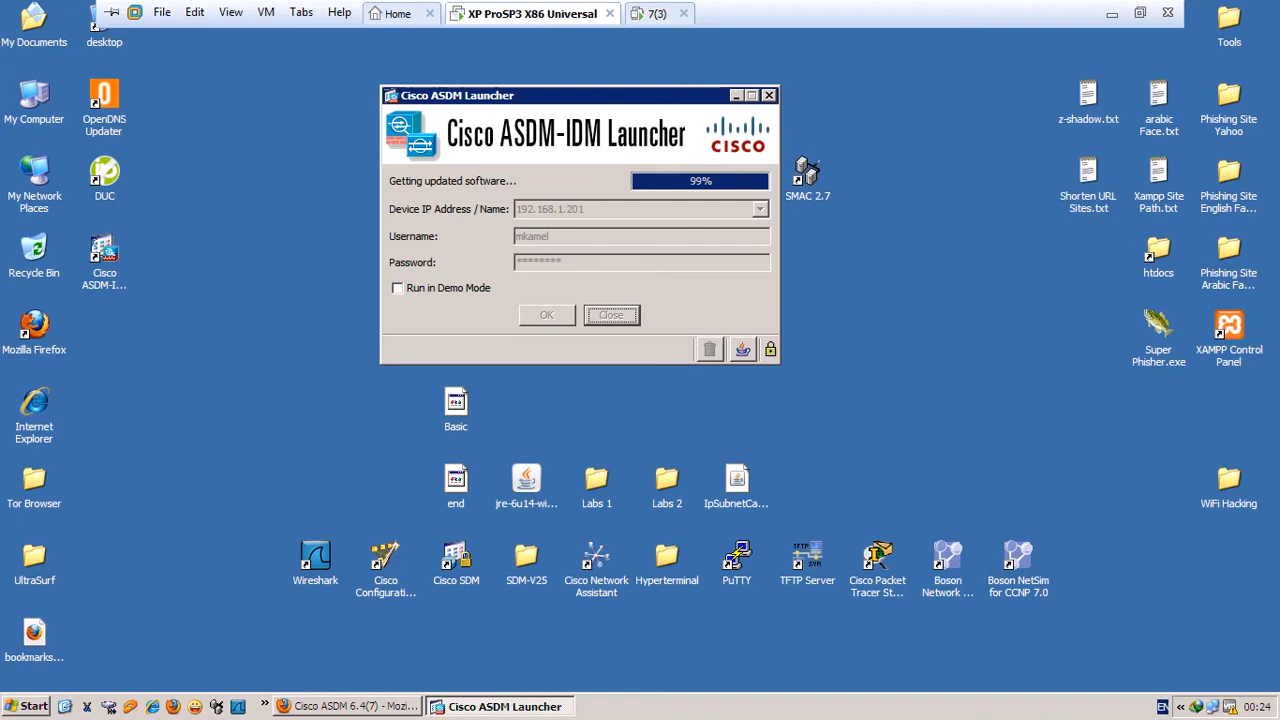 File Edit View VM Tabs Help Home XP ProSP3 X86 Universal 7(3)
My Documents
desktop
Tools
My Computer
OpenDNS
Updater
z-shadow.txt
arabic
Face.txt
Phishing Site
Yahoo
My Network
Places
DUC
SMAC 2.7
Shorten URL
Sites.txt
Xampp Site
Path.txt
Phishing Site
English Fa...
Recycle Bin
Cisco
ASDM-I...
htdocs
Phishing Site
Arabic Fa...
Cisco ASDM Launcher
Cisco ASDM-IDM Launcher
CISCO
Getting updated software... 99%
Device IP Address / Name: 192.168.1.201
Username: mkamel
Password: ********
Run in Demo Mode
OK Close
Mozilla Firefox
Super
Phisher.exe
XAMPP Control
Panel
Internet
Explorer
Basic
Tor Browser
end
jre-6u14-wi...
Labs 1
Labs 2
IpSubnetCa...
WiFi Hacking
UltraSurf
Wireshark
Cisco
Configurati...
Cisco SDM
SDM-V25
Cisco Network
Assistant
Hyperterminal
PuTTY
TFTP Server
Cisco Packet
Tracer St...
Boson
Network ...
Boson NetSim
for CCNP 7.0
bookmarks...
Start Cisco ASDM 6.4(7) - Mozi... Cisco ASDM Launcher EN 00:24